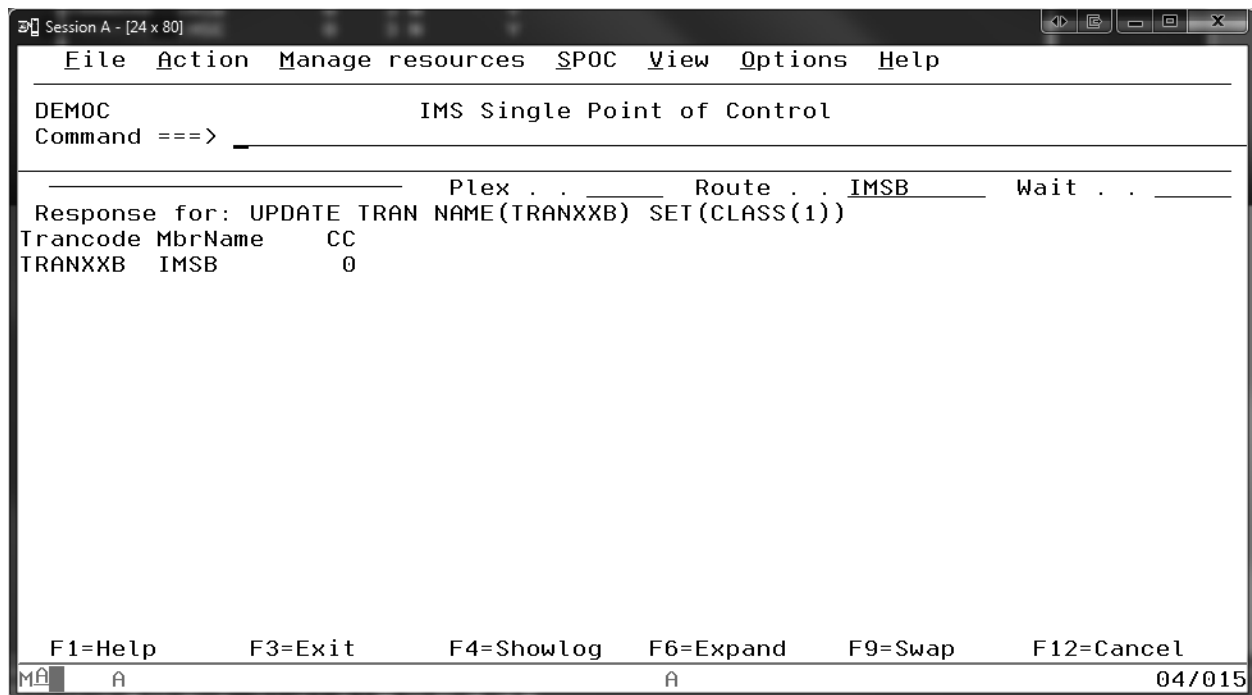 Session A - [24 x 80]
File Action Manage resources SPOC View Options Help
DEMOC IMS Single Point of Control
Command ===>
Plex . . Route . . IMSB Wait . .
Response for: UPDATE TRAN NAME(TRANXXB) SET(CLASS(1))
Trancode MbrName CC
TRANXXB IMSB 0
F1=Help F3=Exit F4=Showlog F6=Expand F9=Swap F12=Cancel
MA A A 04/015